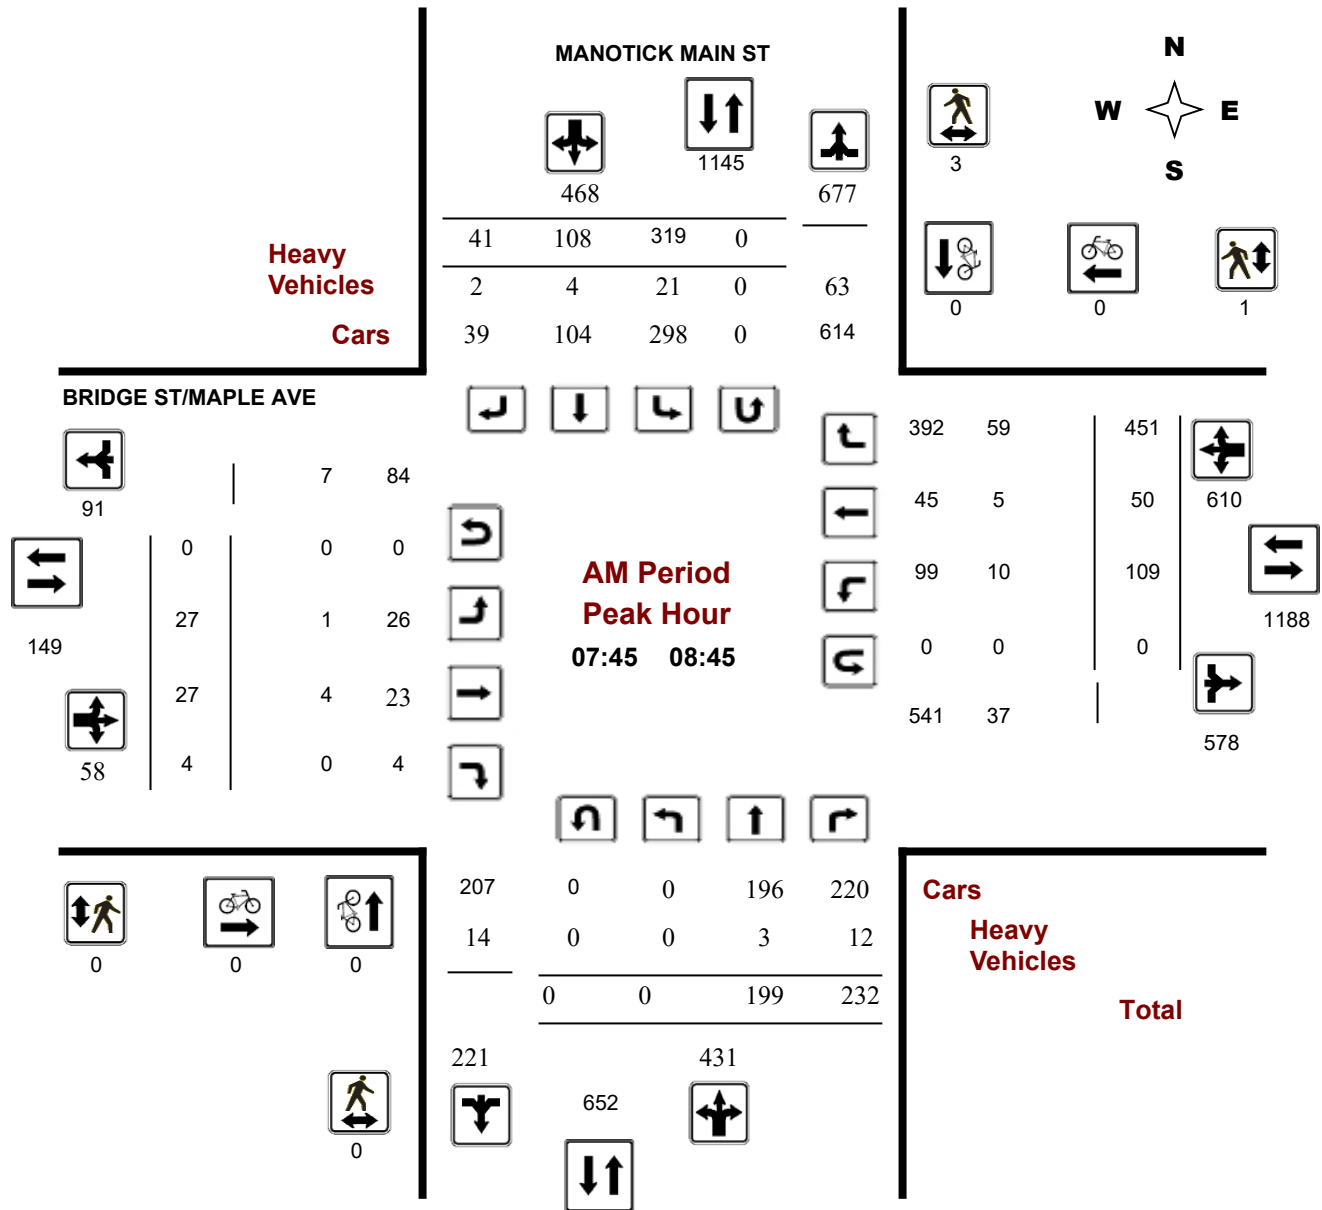 MANOTICK MAIN ST
N
W E
S
1145
3
468 677
41 108 319 0
Heavy
Vehicles
2 4 21 0 63
0 0 1
Cars
39 104 298 0 614
BRIDGE ST/MAPLE AVE
392 59 451
7 84
91
45 5 50 610
0 0 0
AM Period
99 10 109
Peak Hour
27 1 26
1188
149
07:45 08:45
0 0 0
27 4 23
541 37
578
58 4 0 4
207 0 0 196 220
Cars
14 0 0 3 12
Heavy
Vehicles
0 0 0
0 0 199 232
Total
221 431
652
0